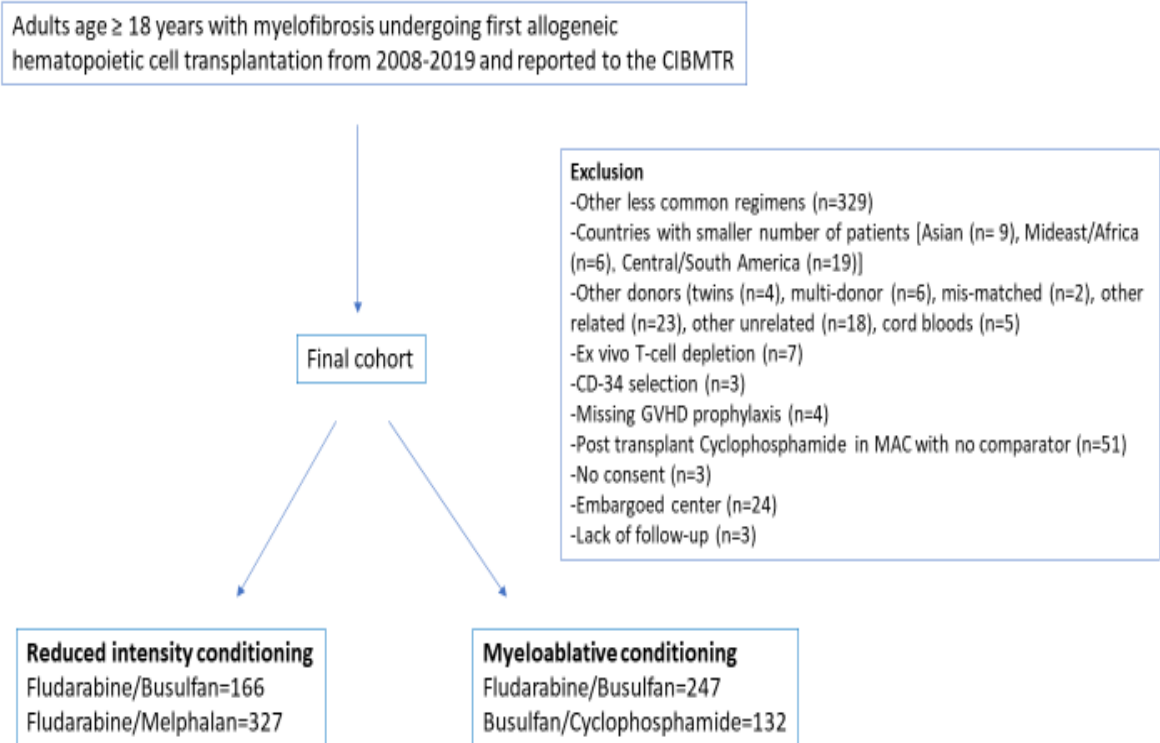 Adults age ≥ 18 years with myelofibrosis undergoing first allogeneic
hematopoietic cell transplantation from 2008-2019 and reported to the CIBMTR
Exclusion
-Other less common regimens (n=329)
-Countries with smaller number of patients [Asian (n= 9), Mideast/Africa
(n=6), Central/South America (n=19)]
-Other donors (twins (n=4), multi-donor (n=6), mis-matched (n=2), other
related (n=23), other unrelated (n=18), cord bloods (n=5)
-Ex vivo T-cell depletion (n=7)
-CD-34 selection (n=3)
-Missing GVHD prophylaxis (n=4)
-Post transplant Cyclophosphamide in MAC with no comparator (n=51)
-No consent (n=3)
-Embargoed center (n=24)
-Lack of follow-up (n=3)
Final cohort
Reduced intensity conditioning
Fludarabine/Busulfan=166
Fludarabine/Melphalan=327
Myeloablative conditioning
Fludarabine/Busulfan=247
Busulfan/Cyclophosphamide=132